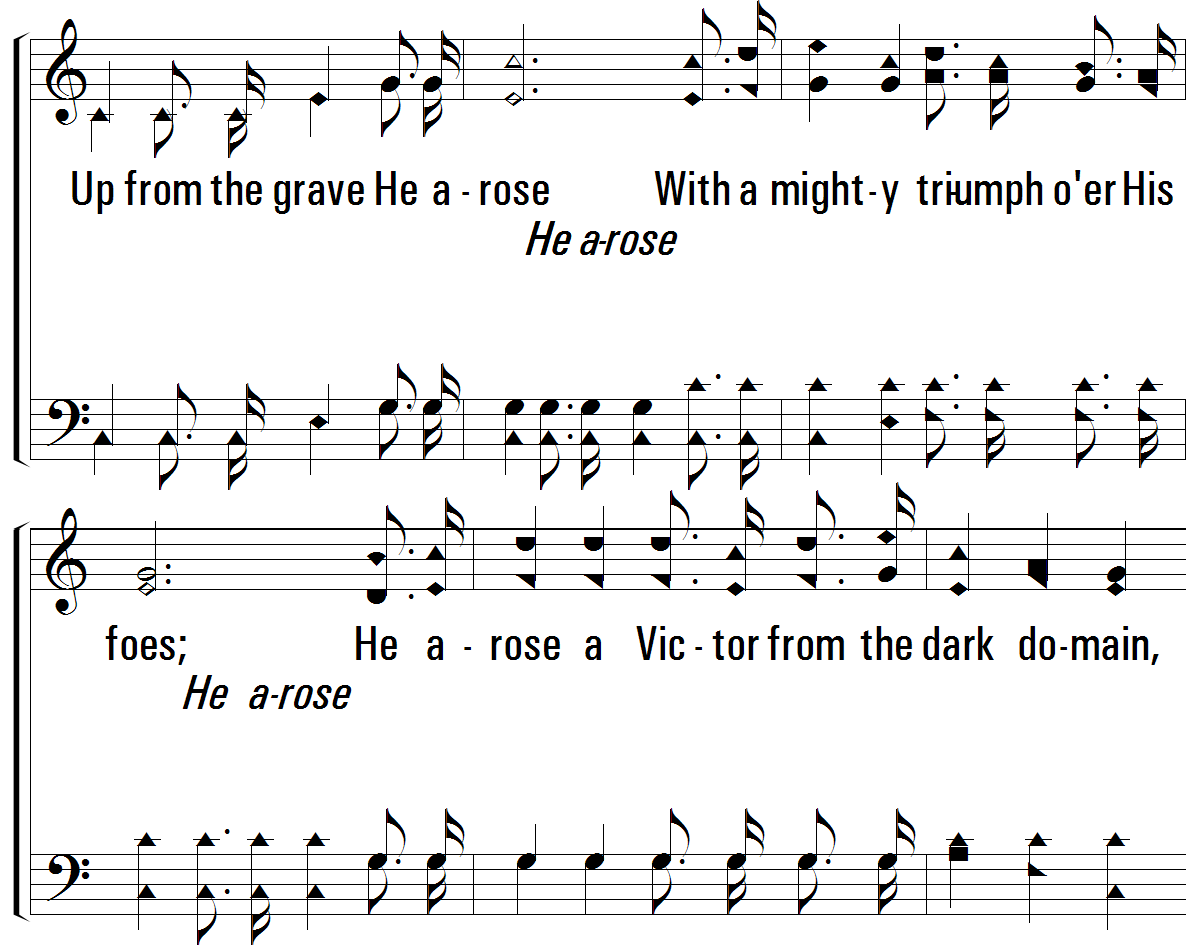 Up from the grave He a - rose With a might - y tri - umph o'er His
He a-rose
foes; He a - rose a Vic - tor from the dark do-main,
He a-rose